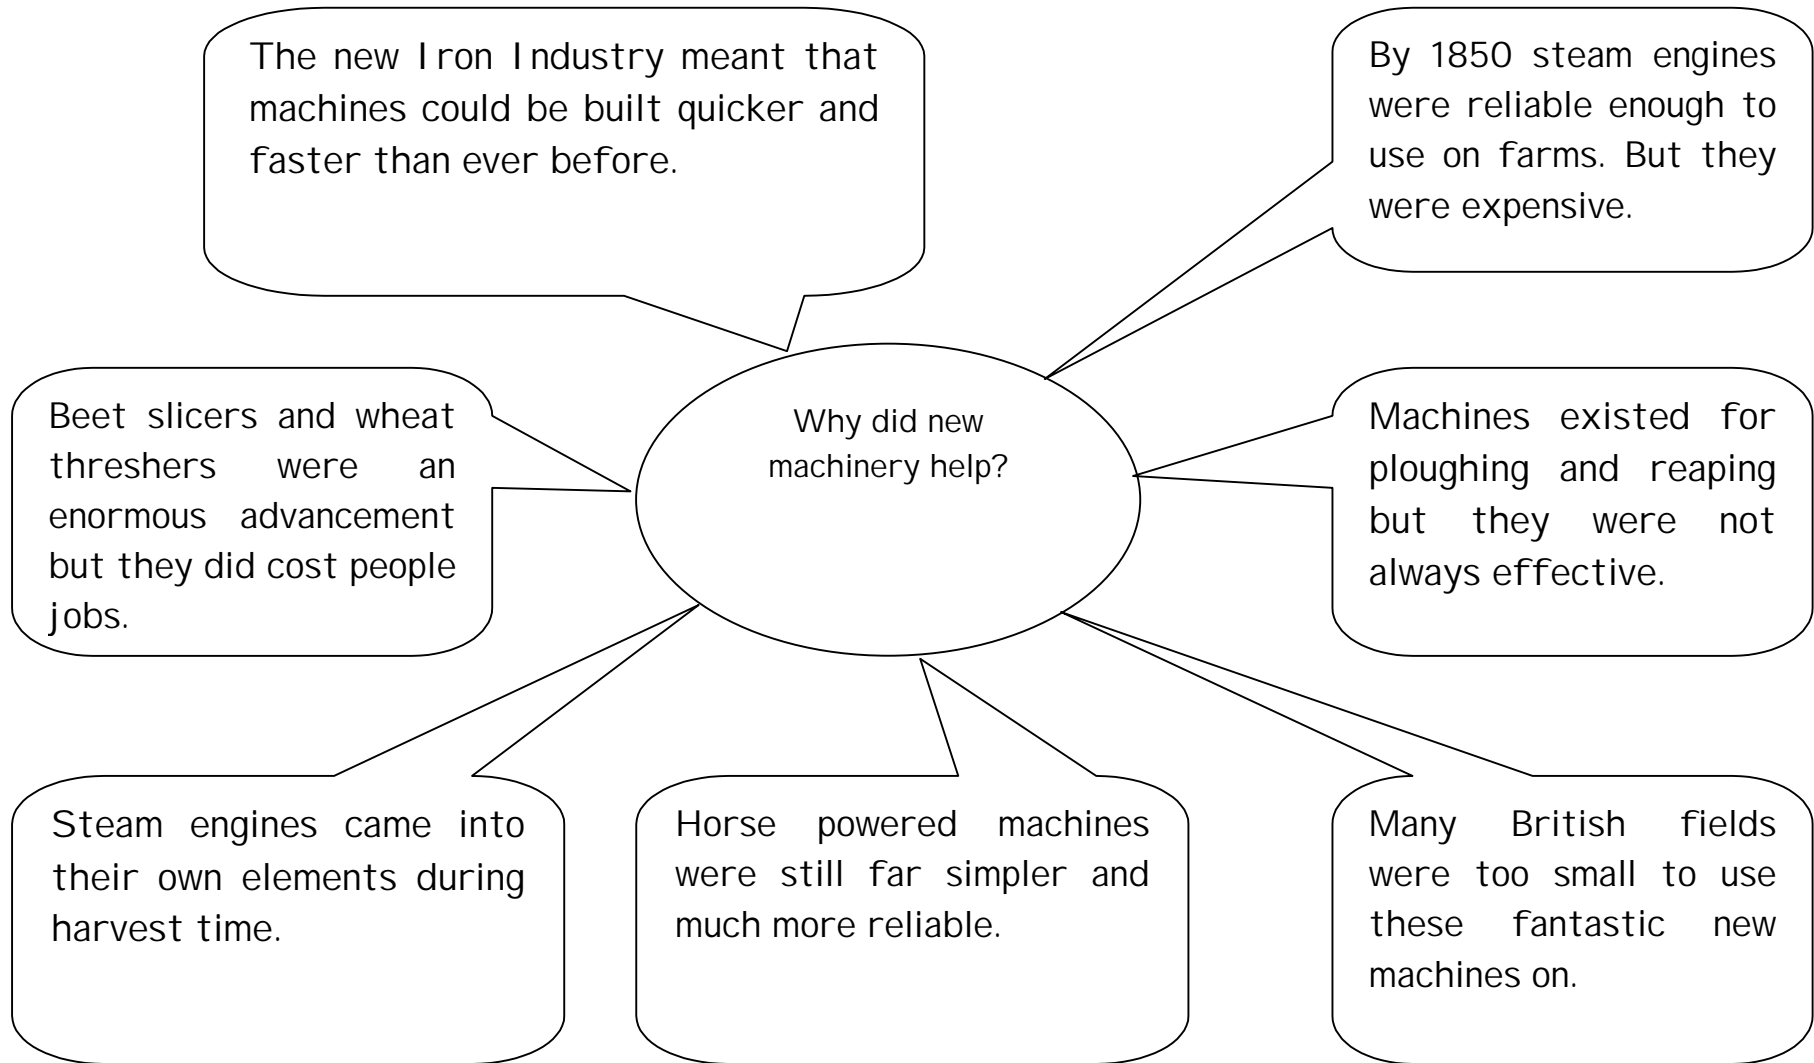 The new Iron Industry meant that
machines could be built quicker and
faster than ever before.
By 1850 steam engines
were reliable enough to
use on farms. But they
were expensive.
Beet slicers and wheat
threshers were an
enormous advancement
but they did cost people
jobs.
Why did new
machinery help?
Machines existed for
ploughing and reaping
but they were not
always effective.
Steam engines came into
their own elements during
harvest time.
Horse powered machines
were still far simpler and
much more reliable.
Many British fields
were too small to use
these fantastic new
machines on.